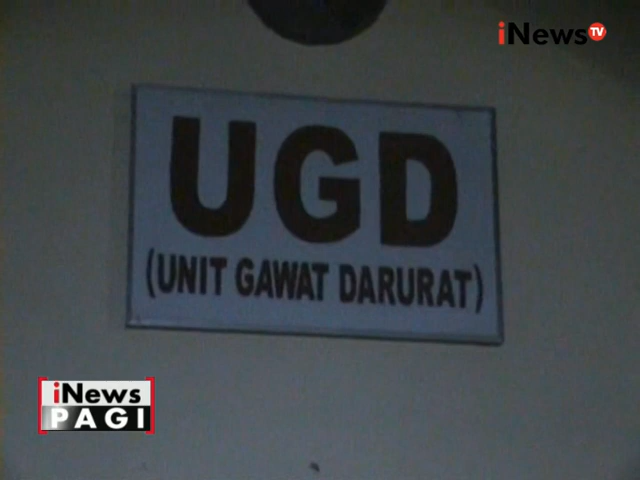 iNews TV
UGD
(UNIT GAWAT DARURAT)
iNews
PAGI